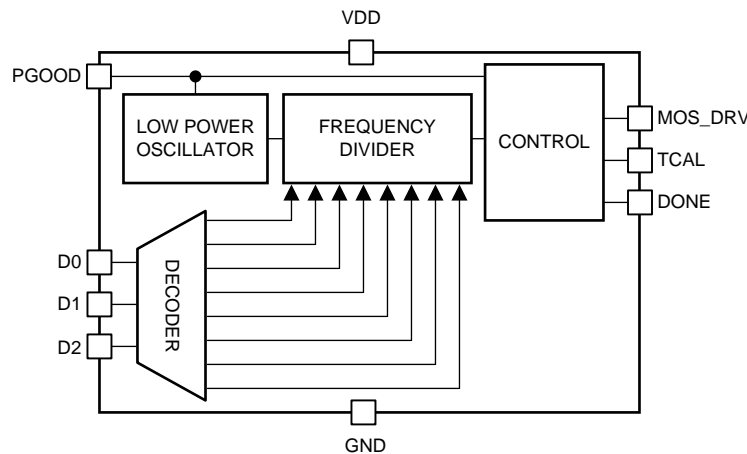 VDD
PGOOD
LOW POWER
OSCILLATOR
FREQUENCY
DIVIDER
CONTROL
MOS_DRV
TCAL
DONE
D0
D1
D2
DECODER
GND